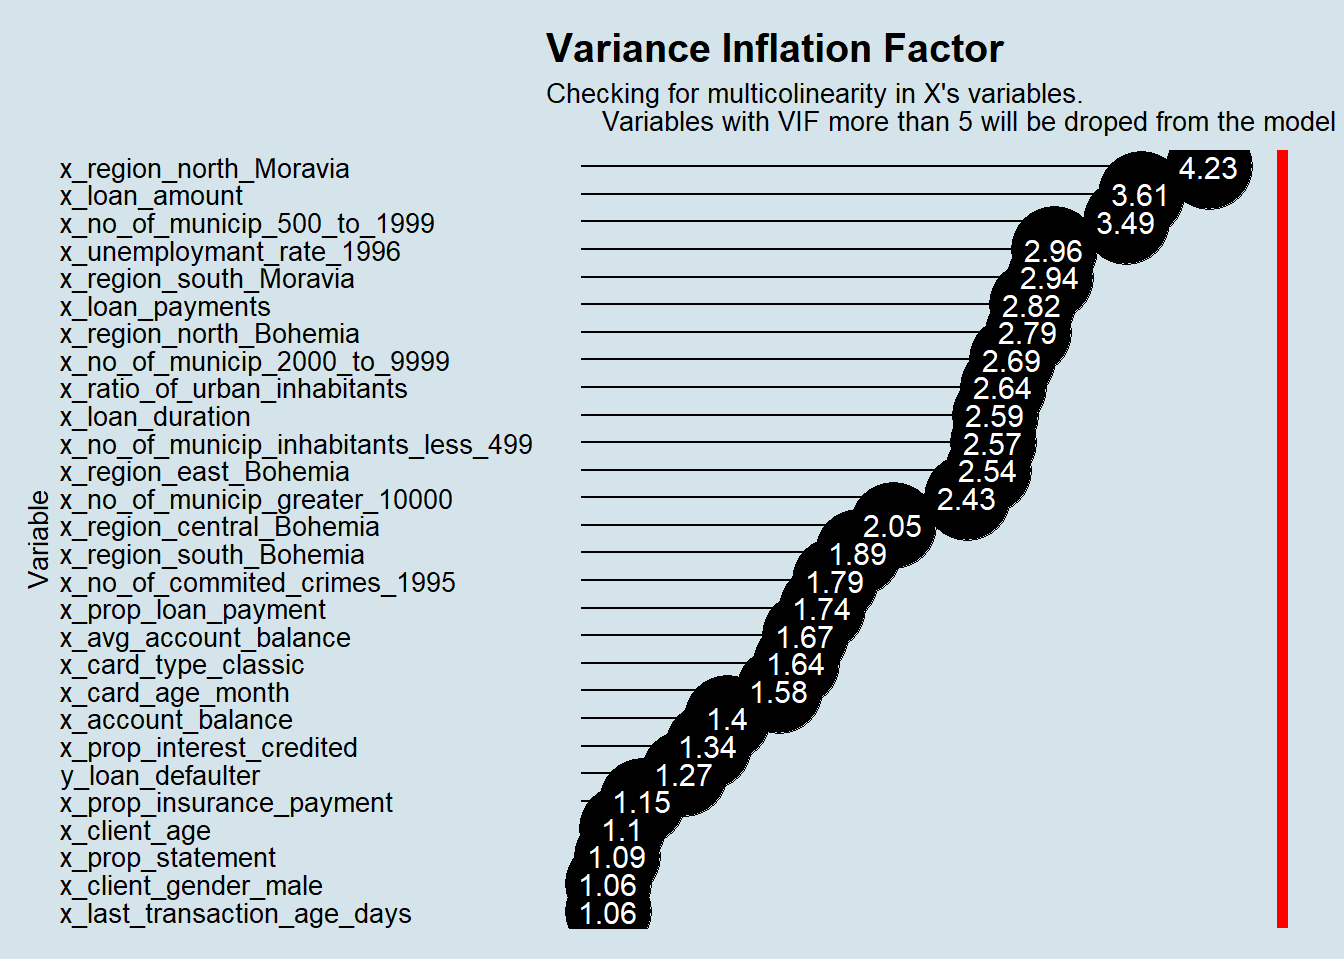 Variance Inflation Factor
Checking for multicolinearity in X's variables.
Variables with VIF more than 5 will be droped from the model
Variable
x_region_north_Moravia 4.23
x_loan_amount 3.61
x_no_of_municip_500_to_1999 3.49
x_unemploymant_rate_1996 2.96
x_region_south_Moravia 2.94
x_loan_payments 2.82
x_region_north_Bohemia 2.79
x_no_of_municip_2000_to_9999 2.69
x_ratio_of_urban_inhabitants 2.64
x_loan_duration 2.59
x_no_of_municip_inhabitants_less_499 2.57
x_region_east_Bohemia 2.54
x_no_of_municip_greater_10000 2.43
x_region_central_Bohemia 2.05
x_region_south_Bohemia 1.89
x_no_of_commited_crimes_1995 1.79
x_prop_loan_payment 1.74
x_avg_account_balance 1.67
x_card_type_classic 1.64
x_card_age_month 1.58
x_account_balance 1.4
x_prop_interest_credited 1.34
y_loan_defaulter 1.27
x_prop_insurance_payment 1.15
x_client_age 1.1
x_prop_statement 1.09
x_client_gender_male 1.06
x_last_transaction_age_days 1.06